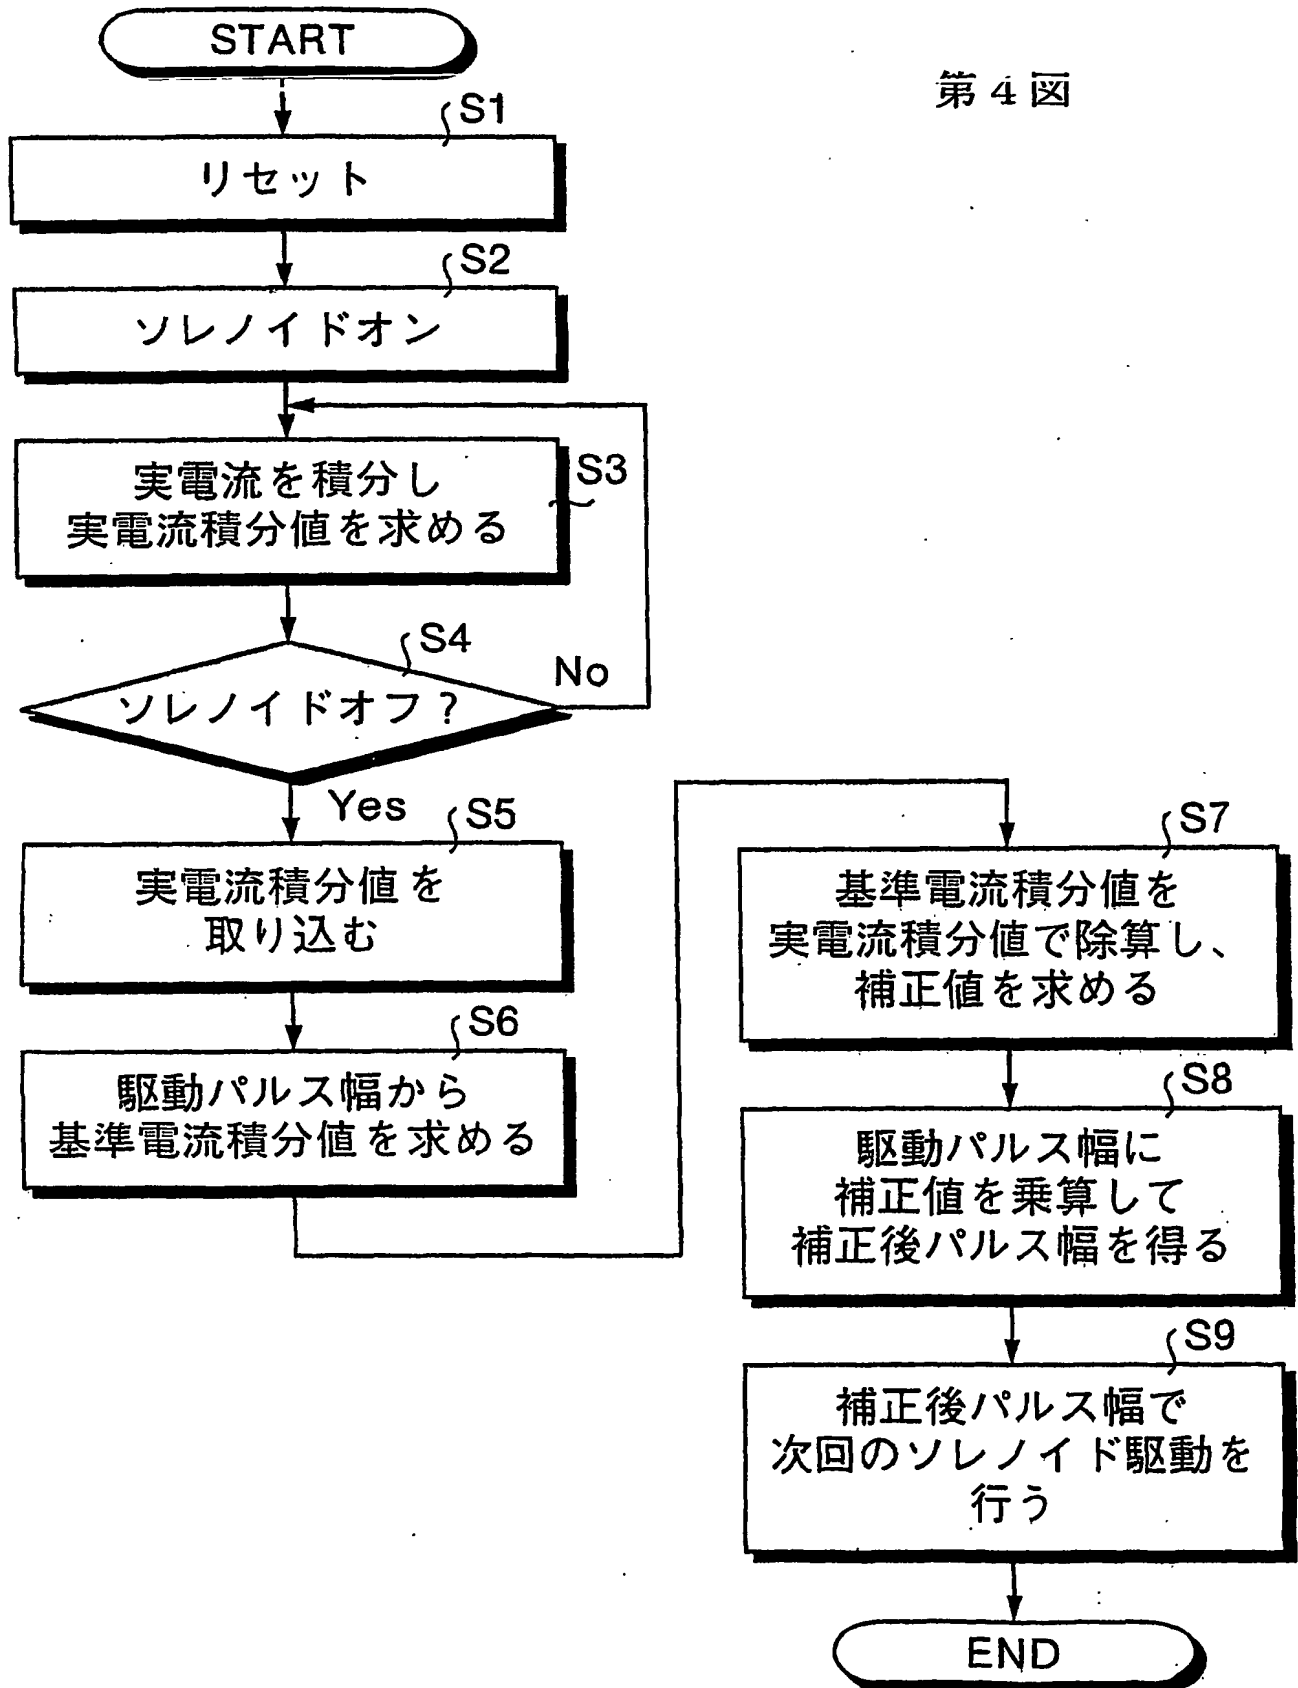 START
第4図
S1
リセット
S2
ソレノイドオン
S3
実電流を積分し
実電流積分値を求める
S4
ソレノイドオフ?
No
Yes
S5
実電流積分値を
取り込む
S6
駆動パルス幅から
基準電流積分値を求める
S7
基準電流積分値を
実電流積分値で除算し、
補正値を求める
S8
駆動パルス幅に
補正値を乗算して
補正後パルス幅を得る
S9
補正後パルス幅で
次回のソレノイド駆動を
行う
END